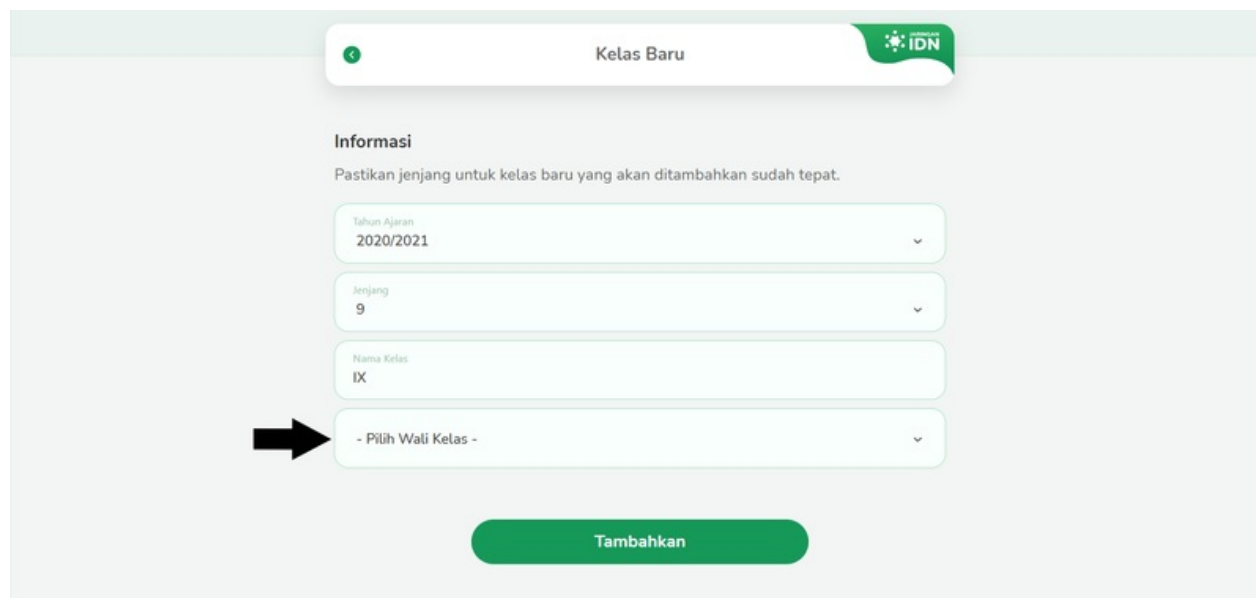 Kelas Baru
JARINGAN
IDN
Informasi
Pastikan jenjang untuk kelas baru yang akan ditambahkan sudah tepat.
Tahun Ajaran
2020/2021
Jenjang
9
Nama Kelas
IX
- Pilih Wali Kelas -
Tambahkan